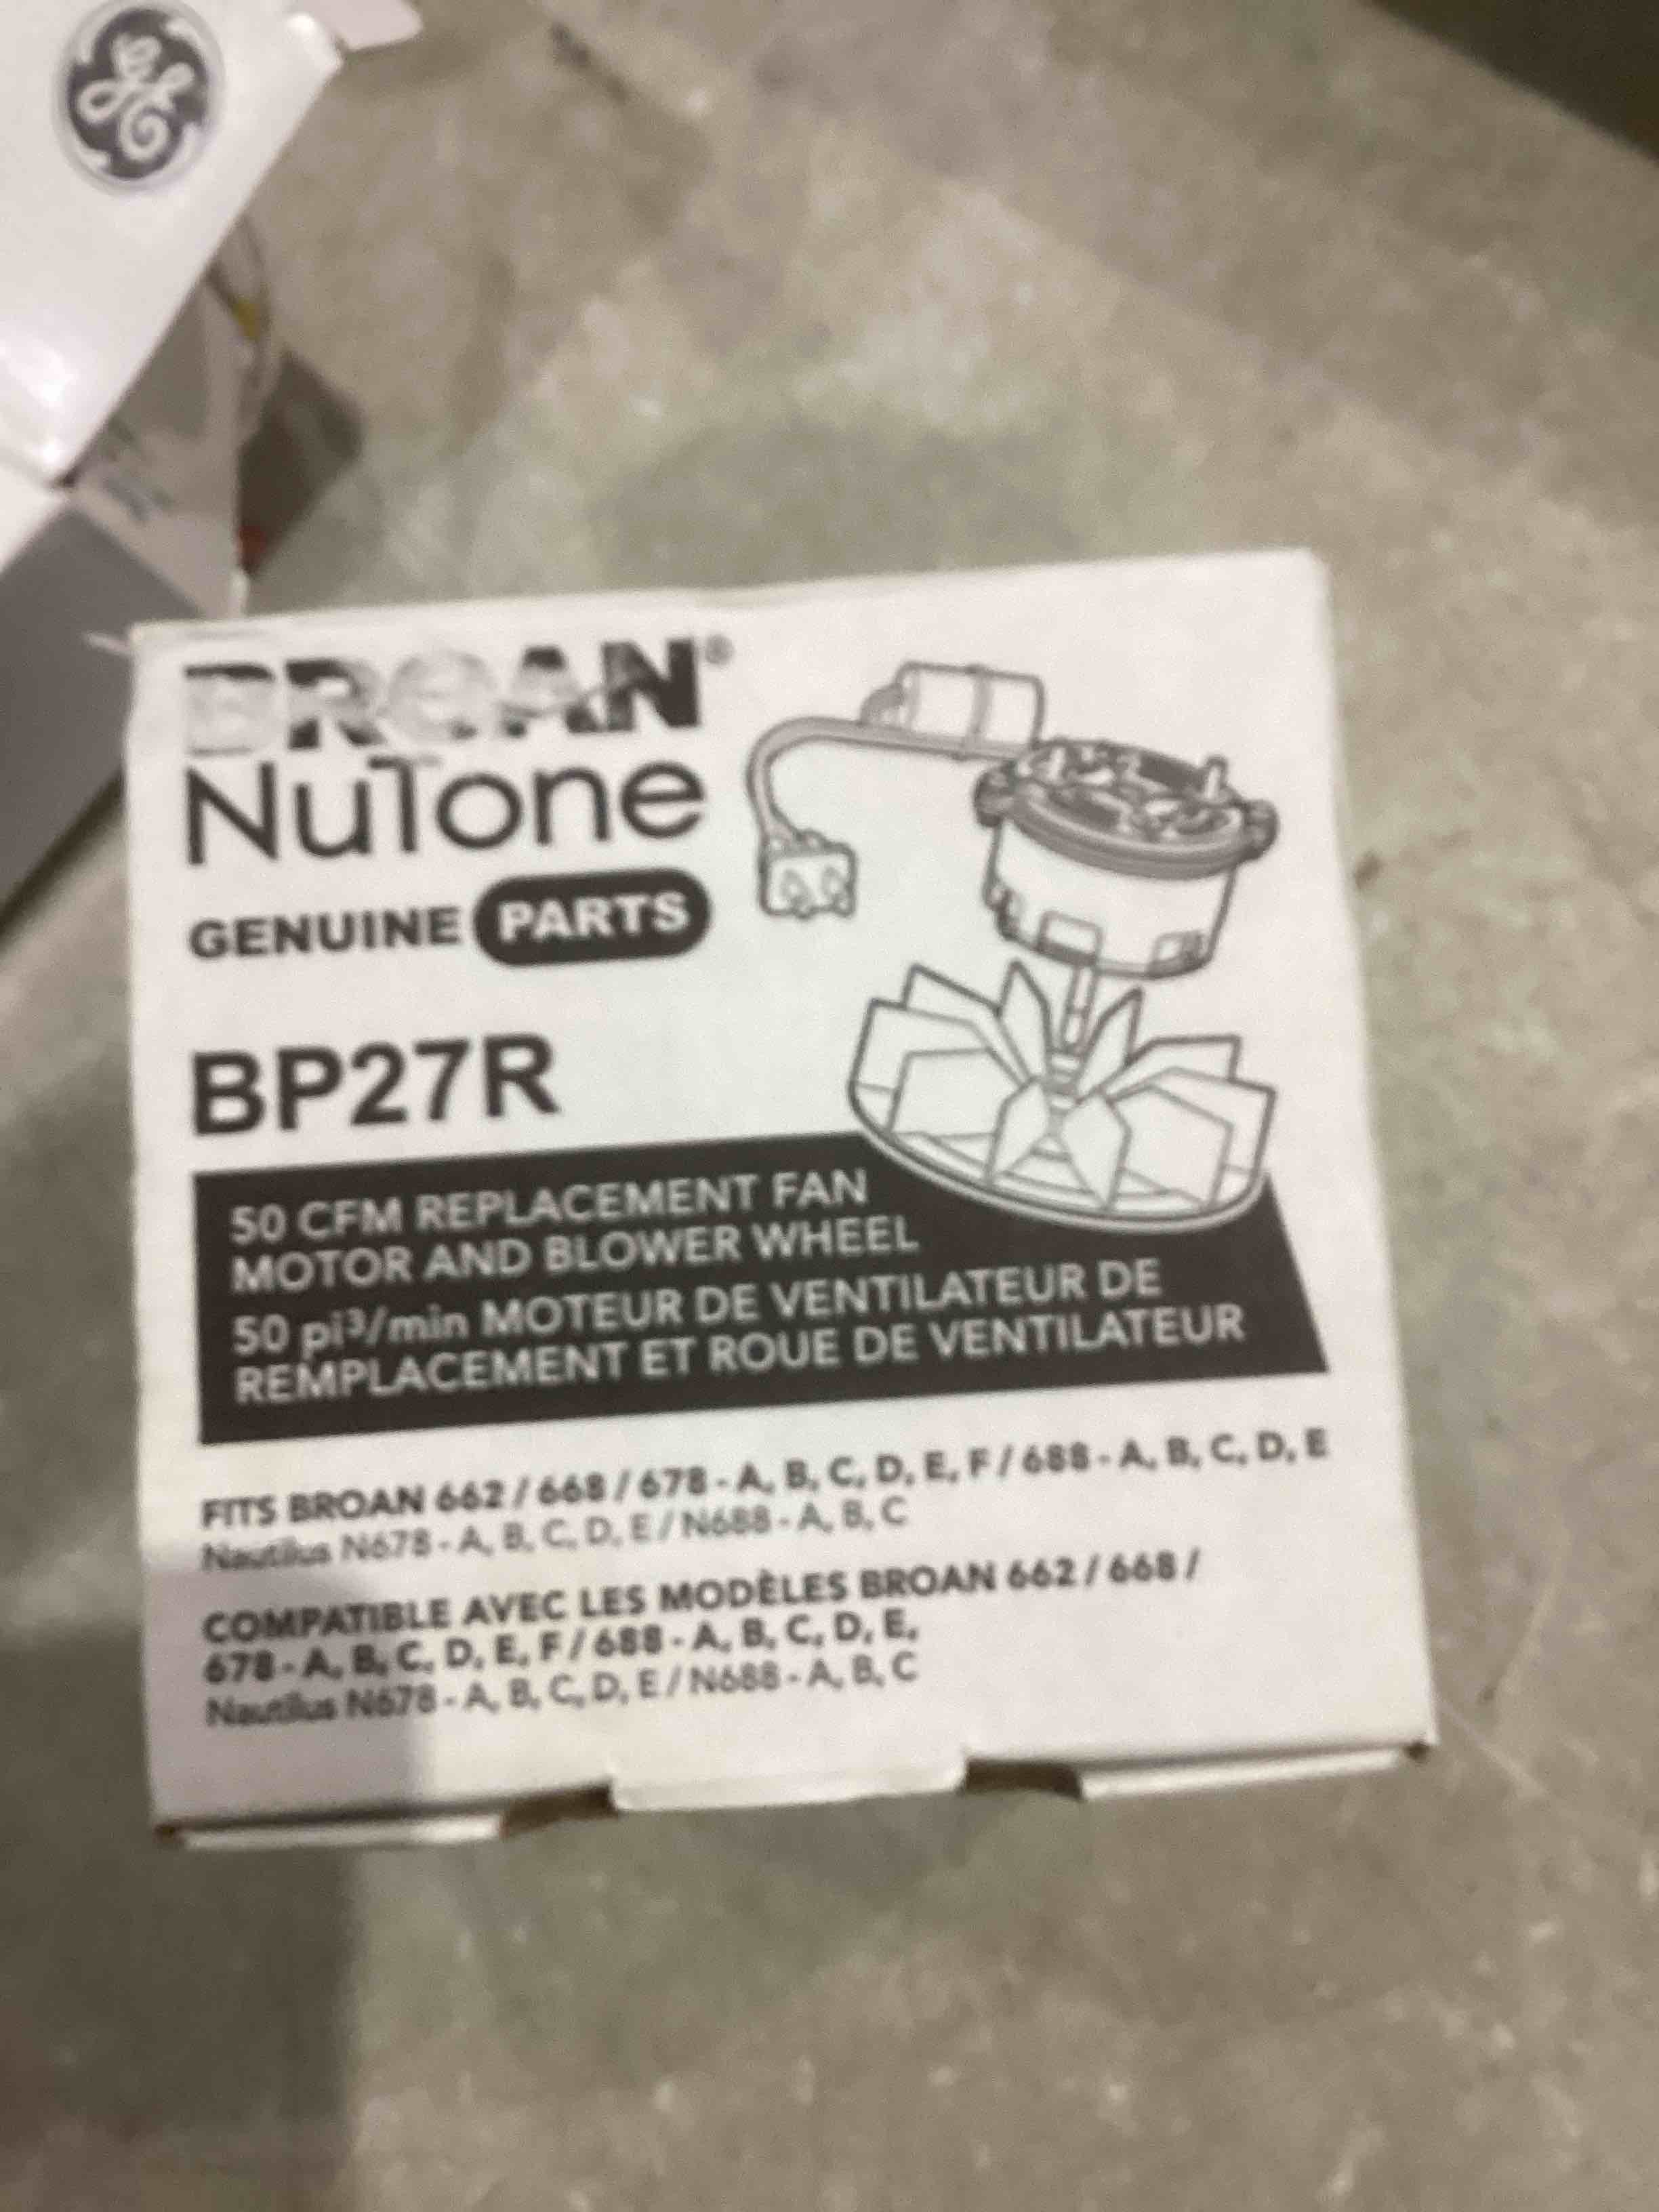 GE
BROAN®
NuTone
GENUINE PARTS
BP27R
50 CFM REPLACEMENT FAN
MOTOR AND BLOWER WHEEL
50 pi³/min MOTEUR DE VENTILATEUR DE
REMPLACEMENT ET ROUE DE VENTILATEUR
FITS BROAN 662 / 668 / 678 - A, B, C, D, E, F / 688 - A, B, C, D, E
Nautilus N678 - A, B, C, D, E / N688 - A, B, C
COMPATIBLE AVEC LES MODÈLES BROAN 662 / 668 /
678 - A, B, C, D, E, F / 688 - A, B, C, D, E,
Nautilus N678 - A, B, C, D, E / N688 - A, B, C